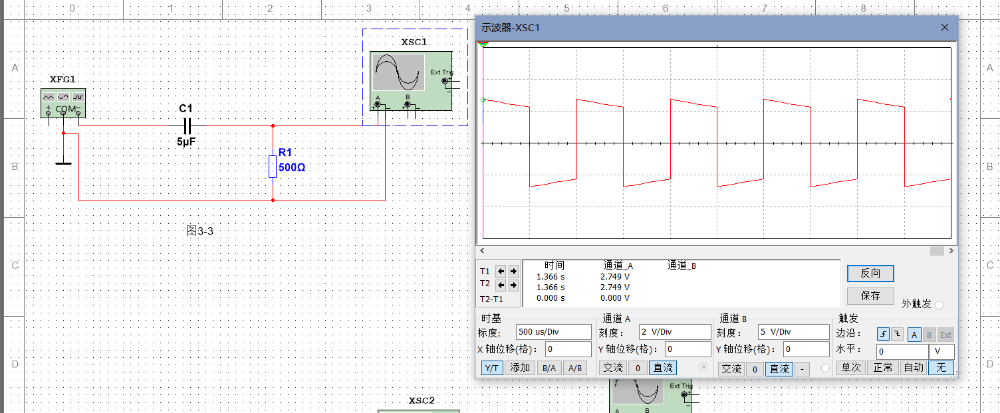 0 1 2 3 4 5 6 7 8
A A
B B
C C
D D
XFG1
COM
+ −
C1
5µF
R1
500Ω
图3-3
XSC1
Ext Trig
+
−
A B
+ − + −
示波器-XSC1
T1
T2
T2-T1
时间 通道_A 通道_B
1.366 s 2.749 V
1.366 s 2.749 V
0.000 s 0.000 V
反向
保存
外触发
时基
标度: 500 us/Div
X 轴位移(格): 0
Y/T 添加 B/A A/B
通道 A
刻度: 2 V/Div
Y 轴位移(格): 0
交流 0 直流
通道 B
刻度: 5 V/Div
Y 轴位移(格): 0
交流 0 直流 -
触发
边沿: A B Ext
水平: 0 V
单次 正常 自动 无
XSC2
Ext Trig
+
−
A B